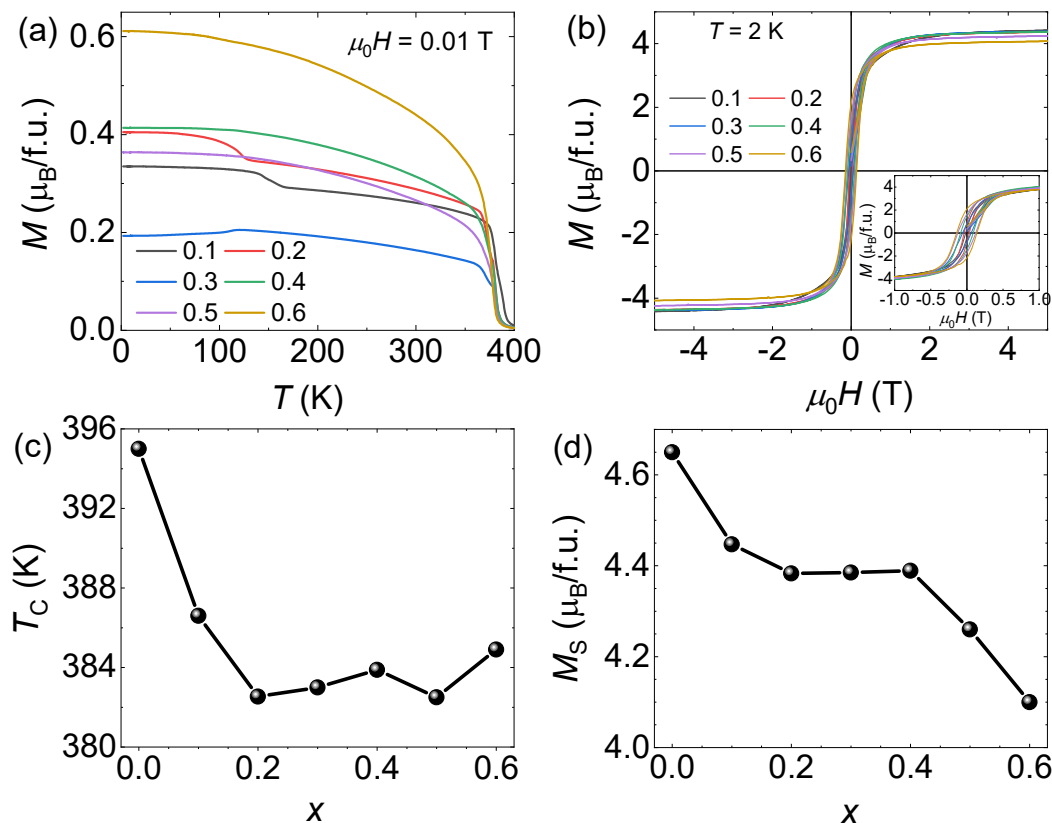 (a)
μ0H = 0.01 T
M (μB/f.u.)
0.6
0.4
0.2
0.0
0.1 0.2
0.3 0.4
0.5 0.6
0 100 200 300 400
T (K)
(b)
T = 2 K
M (μB/f.u.)
4
2
0
-2
-4
0.1 0.2
0.3 0.4
0.5 0.6
M (μB/f.u.)
4
2
0
-2
-4
-1.0 -0.5 0.0 0.5 1.0
μ0H (T)
-4 -2 0 2 4
μ0H (T)
(c)
TC (K)
396
392
388
384
380
0.0 0.2 0.4 0.6
x
(d)
MS (μB/f.u.)
4.6
4.4
4.2
4.0
0.0 0.2 0.4 0.6
x